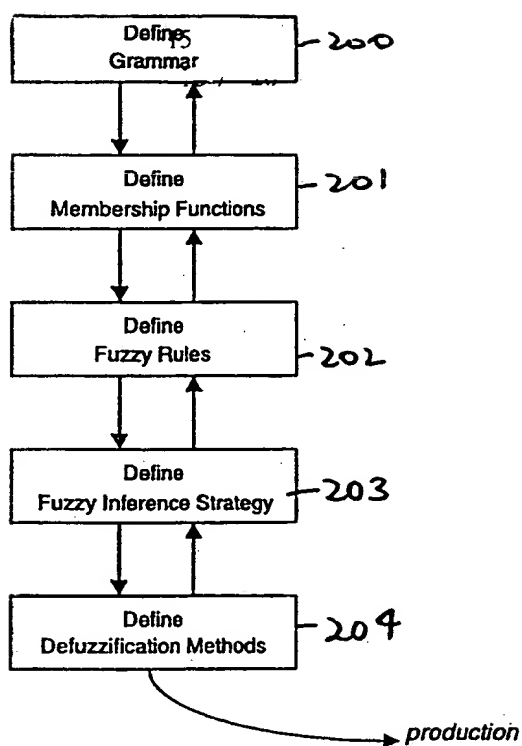 Define
15
Grammar
200
Define
Membership Functions
201
Define
Fuzzy Rules
202
Define
Fuzzy Inference Strategy
203
Define
Defuzzification Methods
204
production